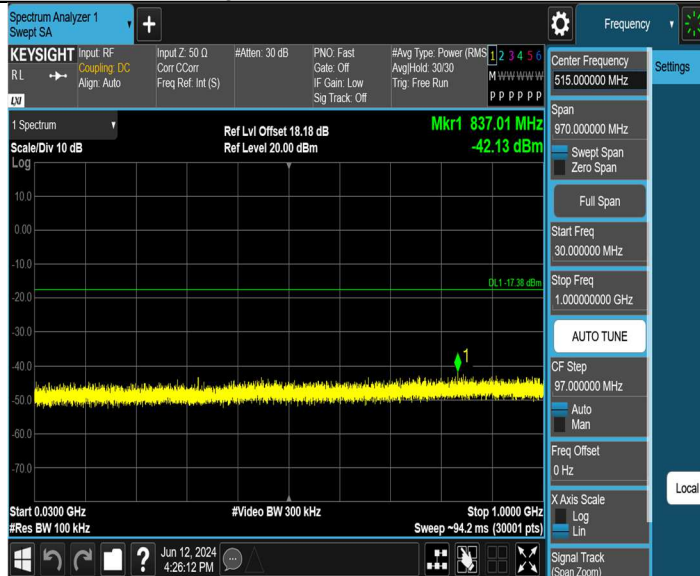 Spectrum Analyzer 1
Swept SA
Frequency
KEYSIGHT
RL
LXI
Input: RF
Coupling: DC
Align: Auto
Input Z: 50 Ω
Corr CCorr
Freq Ref: Int (S)
#Atten: 30 dB
PNO: Fast
Gate: Off
IF Gain: Low
Sig Track: Off
#Avg Type: Power (RMS
Avg|Hold: 30/30
Trig: Free Run
1 2 3 4 5 6
M W W W W W
P P P P P P
1 Spectrum
Scale/Div 10 dB
Log
Ref Lvl Offset 18.18 dB
Ref Level 20.00 dBm
Mkr1 837.01 MHz
-42.13 dBm
10.0
0.00
-10.0
-20.0
-30.0
-40.0
-50.0
-60.0
-70.0
DL1 -17.38 dBm
1
Start 0.0300 GHz
#Res BW 100 kHz
#Video BW 300 kHz
Stop 1.0000 GHz
Sweep ~94.2 ms (30001 pts)
Jun 12, 2024
4:26:12 PM
Center Frequency
515.000000 MHz
Span
970.000000 MHz
Swept Span
Zero Span
Full Span
Start Freq
30.000000 MHz
Stop Freq
1.000000000 GHz
AUTO TUNE
CF Step
97.000000 MHz
Auto
Man
Freq Offset
0 Hz
X Axis Scale
Log
Lin
Signal Track
(Span Zoom)
Settings
Local